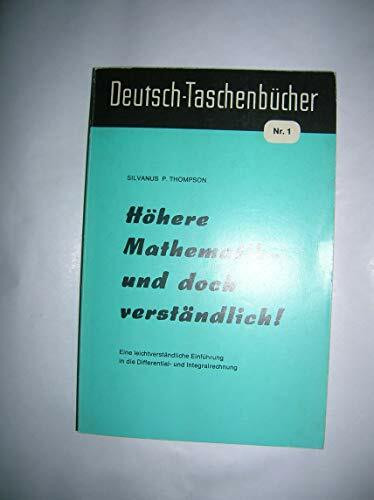 Deutsch-Taschenbücher
Nr. 1
SILVANUS P. THOMPSON
Höhere
Mathematik -
und doch
verständlich!
Eine leichtverständliche Einführung
in die Differential- und Integralrechnung